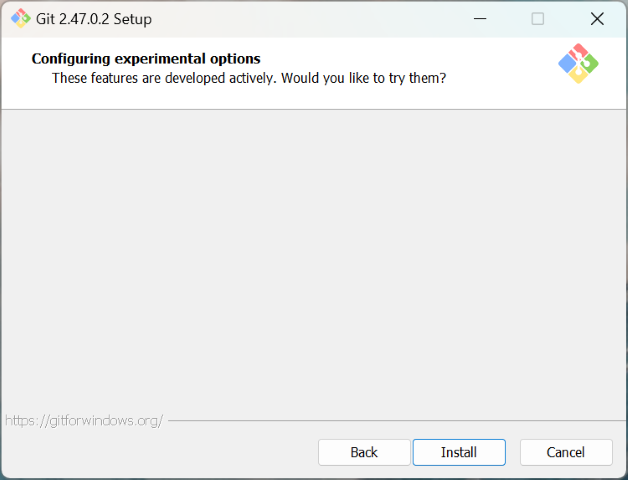 Git 2.47.0.2 Setup
Configuring experimental options
These features are developed actively. Would you like to try them?
https://gitforwindows.org/
Back
Install
Cancel